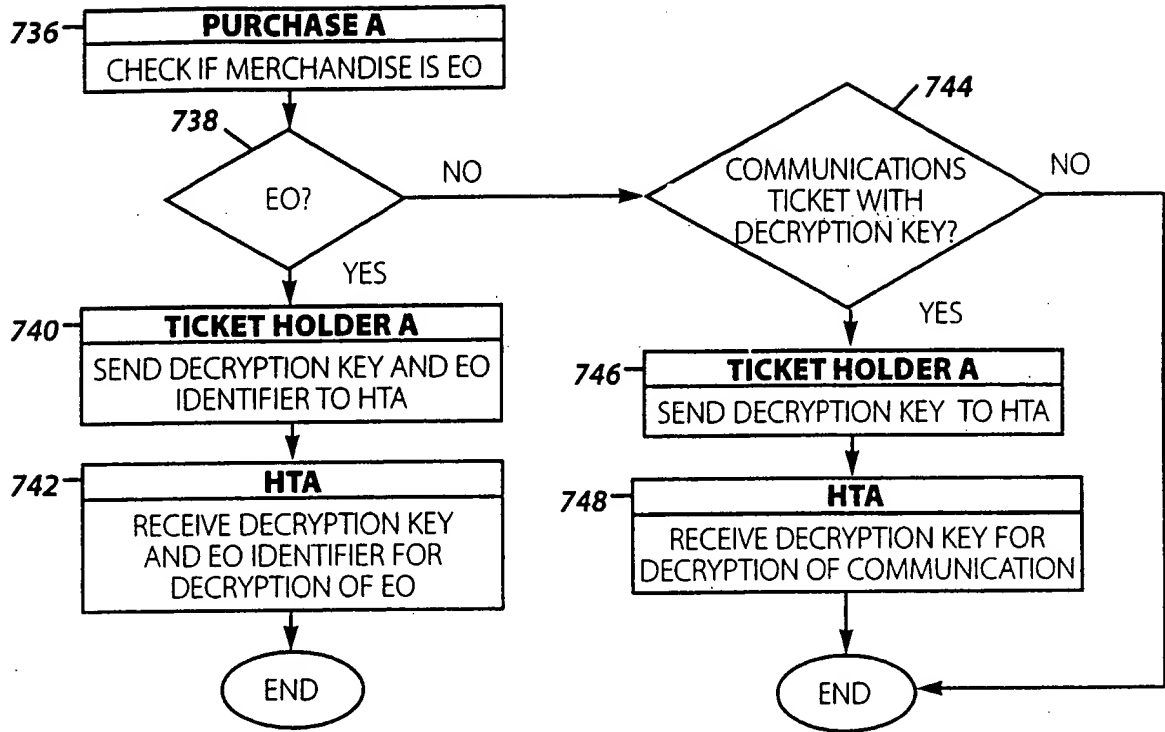 736
PURCHASE A
CHECK IF MERCHANDISE IS EO
738
EO?
NO
YES
744
COMMUNICATIONS
TICKET WITH
DECRYPTION KEY?
NO
YES
740
TICKET HOLDER A
SEND DECRYPTION KEY AND EO
IDENTIFIER TO HTA
742
HTA
RECEIVE DECRYPTION KEY
AND EO IDENTIFIER FOR
DECRYPTION OF EO
END
746
TICKET HOLDER A
SEND DECRYPTION KEY TO HTA
748
HTA
RECEIVE DECRYPTION KEY FOR
DECRYPTION OF COMMUNICATION
END